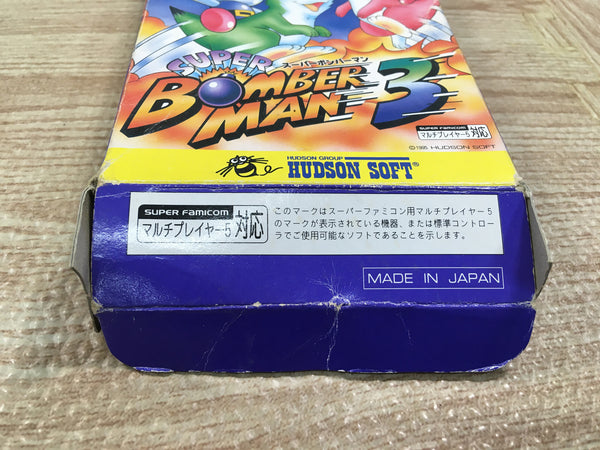 SUPER
スーパーボンバーマン
BOMBER
MAN 3
SUPER FAMICOM
マルチプレイヤー5 対応
©1995 HUDSON SOFT
HUDSON GROUP
HUDSON SOFT®
SUPER FAMICOM
マルチプレイヤー5 対応
このマークはスーパーファミコン用マルチプレイヤー5
のマークが表示されている機器、または標準コントロー
ラでご使用可能なソフトであることを示します。
MADE IN JAPAN